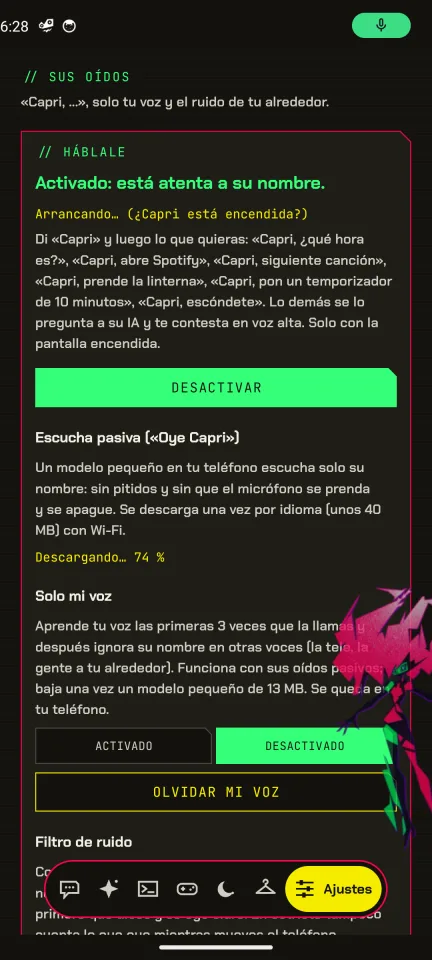 6:28
// SUS OÍDOS
«Capri, ...», solo tu voz y el ruido de tu alrededor.
// HÁBLALE
Activado: está atenta a su nombre.
Arrancando… (¿Capri está encendida?)
Di «Capri» y luego lo que quieras: «Capri, ¿qué hora
es?», «Capri, abre Spotify», «Capri, siguiente canción»,
«Capri, prende la linterna», «Capri, pon un temporizador
de 10 minutos», «Capri, escóndete». Lo demás se lo
pregunta a su IA y te contesta en voz alta. Solo con la
pantalla encendida.
DESACTIVAR
Escucha pasiva («Oye Capri»)
Un modelo pequeño en tu teléfono escucha solo su
nombre: sin pitidos y sin que el micrófono se prenda
y se apague. Se descarga una vez por idioma (unos 40
MB) con Wi-Fi.
Descargando… 74 %
Solo mi voz
Aprende tu voz las primeras 3 veces que la llamas y
después ignora su nombre en otras voces (la tele, la
gente a tu alrededor). Funciona con sus oídos pasivos;
baja una vez un modelo pequeño de 13 MB. Se queda en
tu teléfono.
ACTIVADO
DESACTIVADO
OLVIDAR MI VOZ
Filtro de ruido
Ajustes